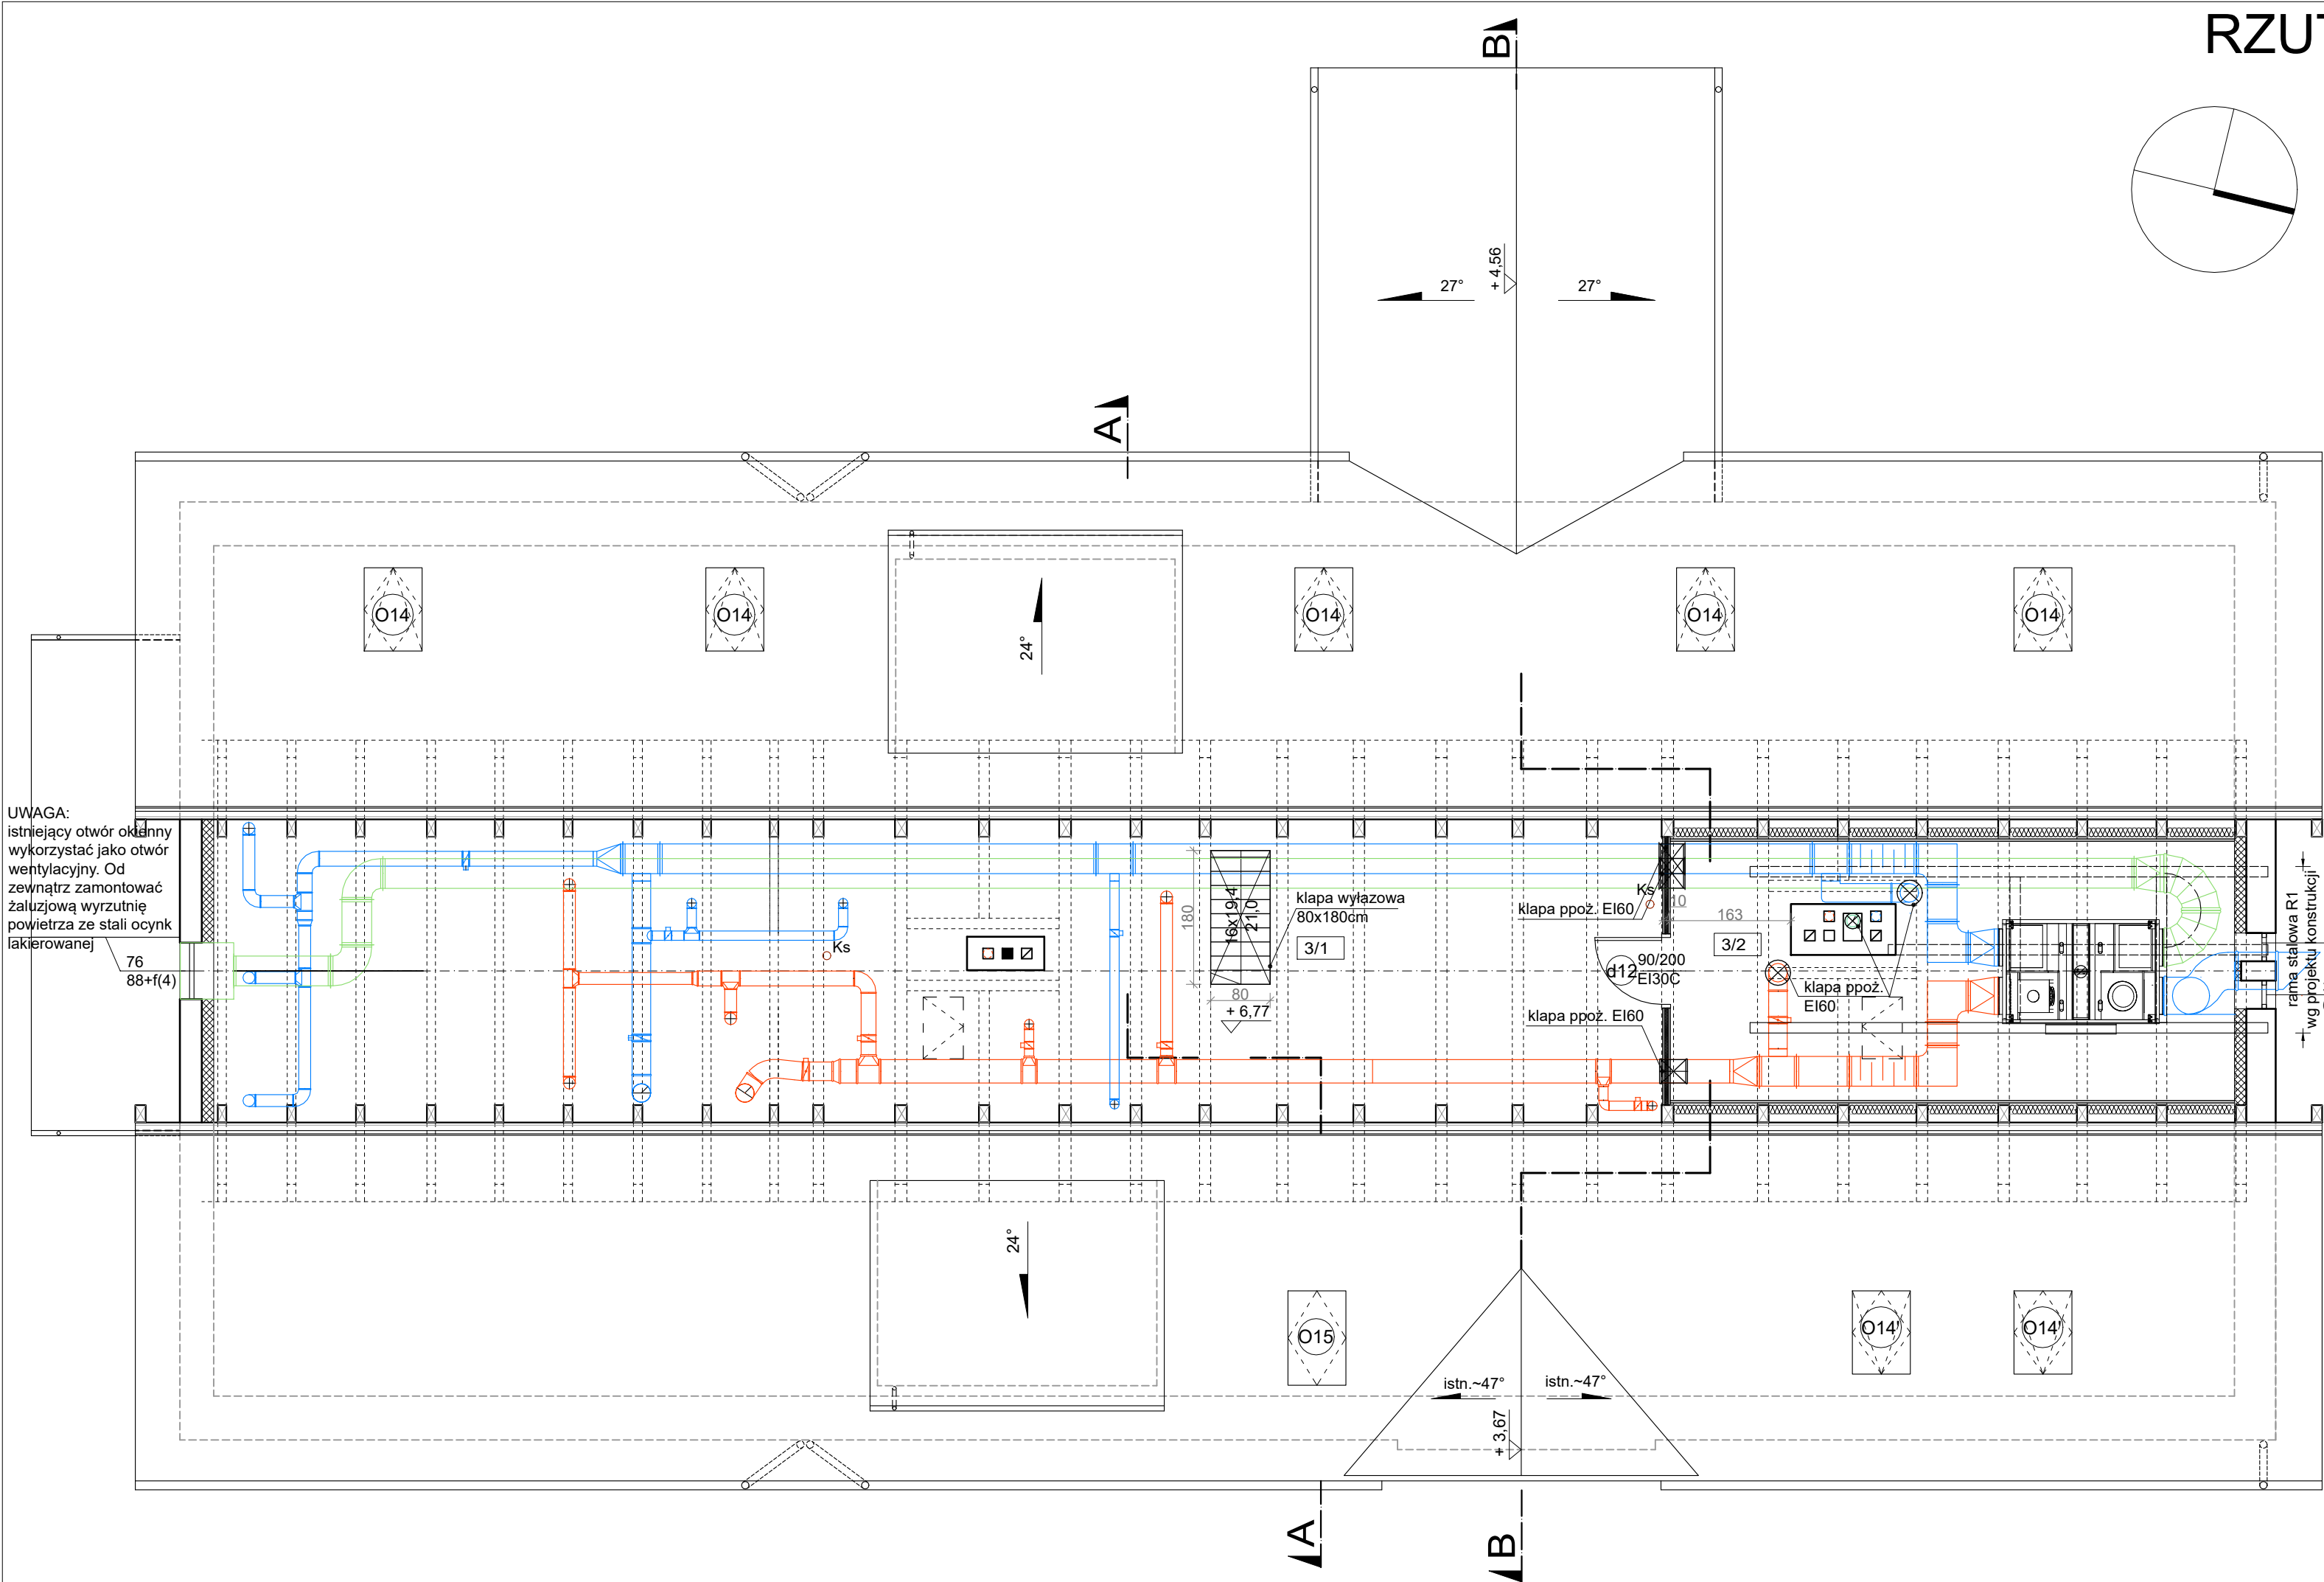 RZUT
B
27°
+ 4,56
27°
A
O14
O14
24°
O14
O14
O14
UWAGA:
istniejący otwór okienny
wykorzystać jako otwór
wentylacyjny. Od
zewnątrz zamontować
żaluzjową wyrzutnię
powietrza ze stali ocynk
lakierowanej
76
88+f(4)
Ks
180
16x19,4
21,0
80
+ 6,77
klapa wyłazowa
80x180cm
3/1
klapa ppoż. EI60
Ks
10
163
3/2
d12
90/200
EI30C
klapa ppoż. EI60
klapa ppoż.
EI60
rama stalowa R1
wg projektu konstrukcji
24°
O15
O14'
O14'
istn.~47°
istn.~47°
+ 3,67
A
B